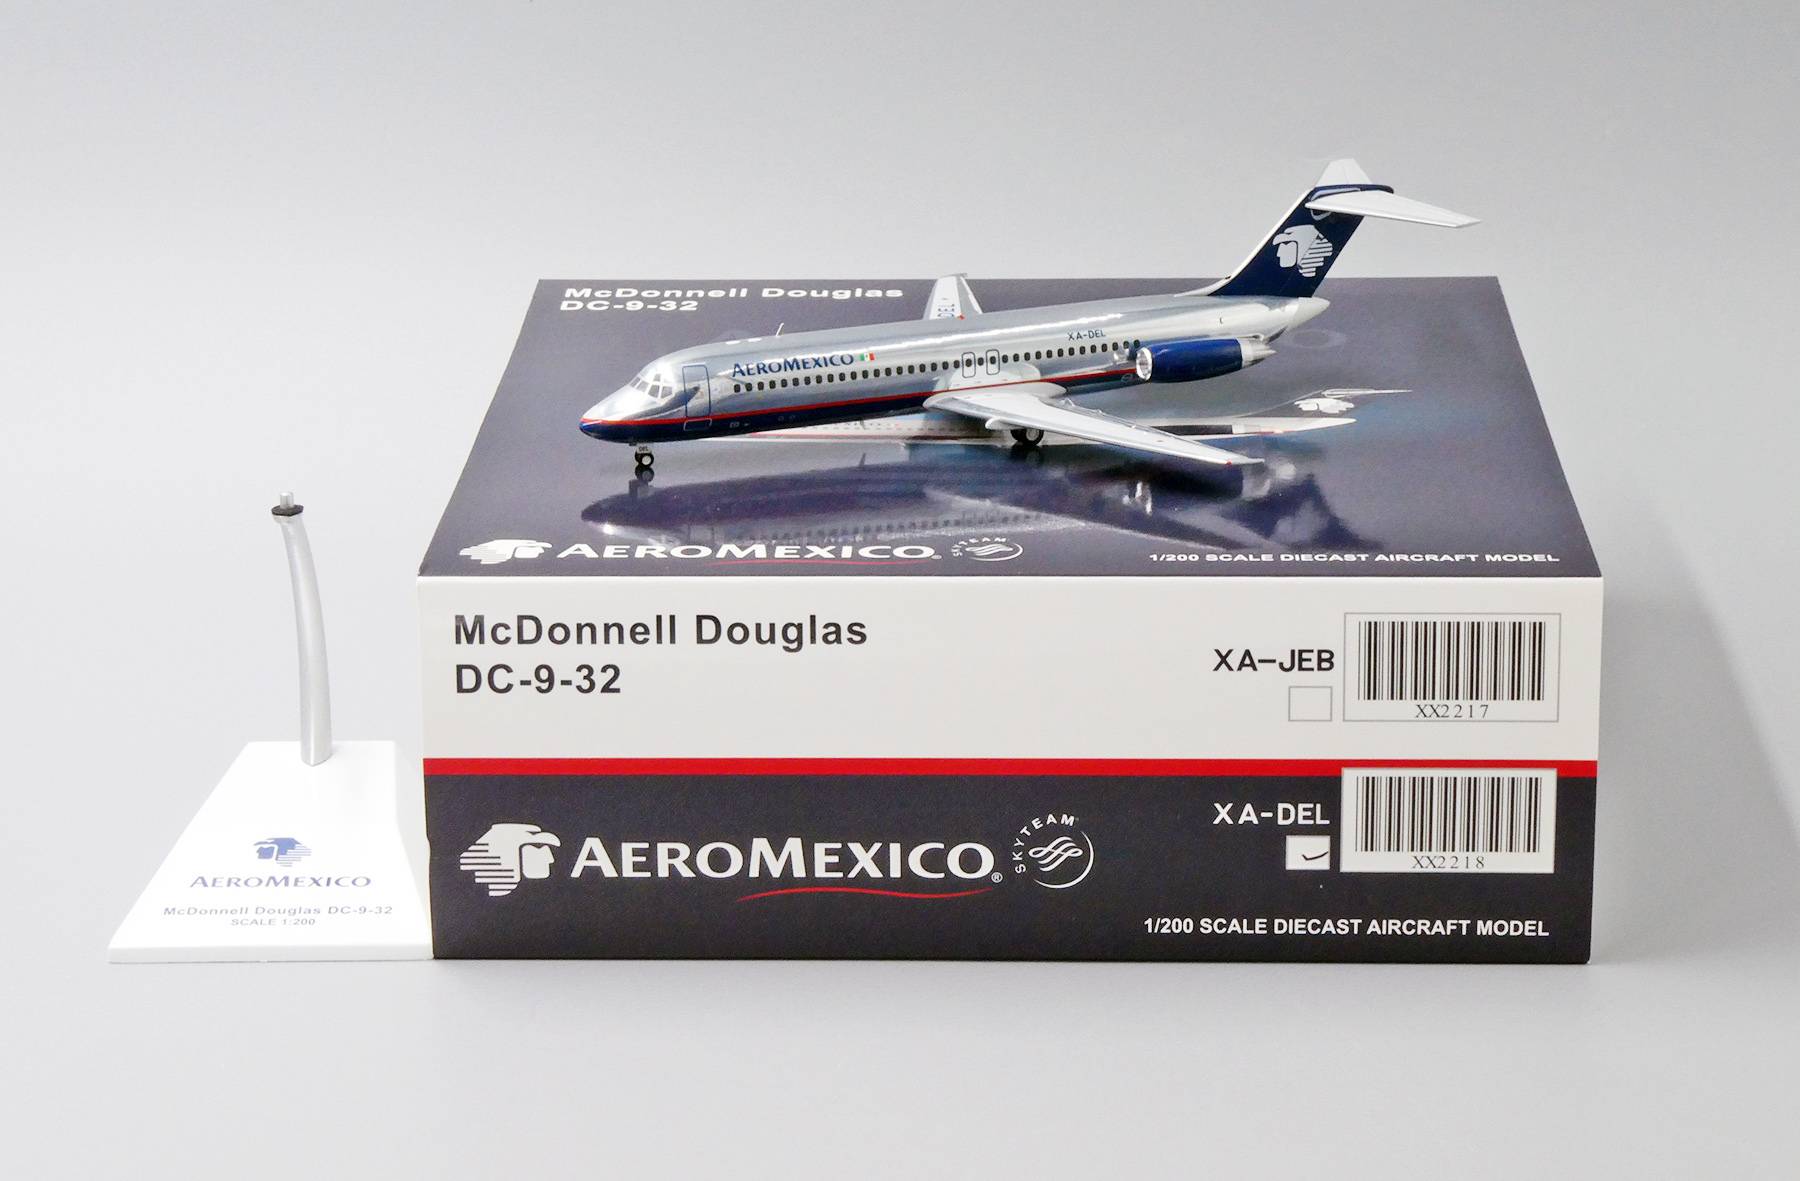 McDonnell Douglas
DC-9-32
XA-DEL
AEROMEXICO
DEL
DEL
AEROMEXICO®
SKYTEAM
1/200 SCALE DIECAST AIRCRAFT MODEL
McDonnell Douglas
DC-9-32
XA-JEB
XX2217
XA-DEL
XX2218
AEROMEXICO®
SKYTEAM
1/200 SCALE DIECAST AIRCRAFT MODEL
AEROMEXICO
McDonnell Douglas DC-9-32
SCALE 1:200